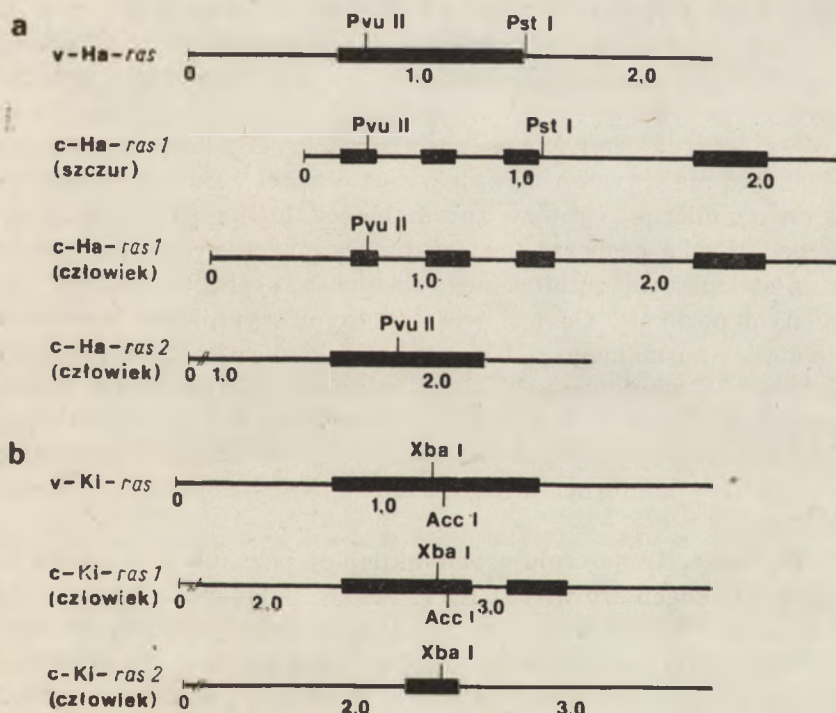 a
Pvu II Pst I
v-Ha-ras
0 1,0 2,0
Pvu II Pst I
c-Ha-ras 1
(szczur)
0 1,0 2,0
Pvu II
c-Ha-ras 1
(człowiek)
0 1,0 2,0
Pvu II
c-Ha-ras 2
(człowiek)
0 1,0 2,0
b
Xba I
v-Ki-ras
0 1,0
Acc I
Xba I
c-Ki-ras 1
(człowiek)
0 2,0 3,0
Acc I
Xba I
c-Ki-ras 2
(człowiek)
0 2,0 3,0